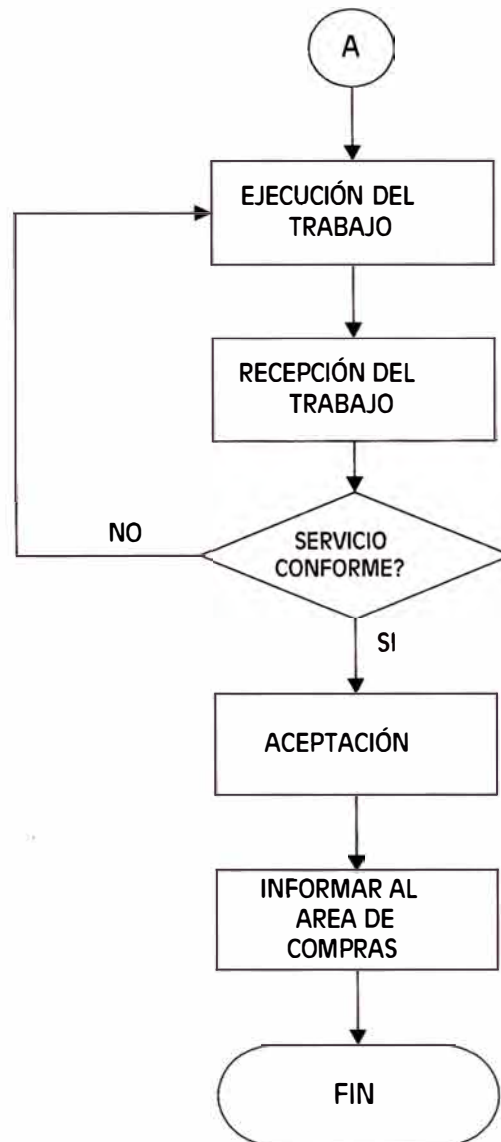 A
EJECUCIÓN DEL
TRABAJO
RECEPCIÓN DEL
TRABAJO
SERVICIO
CONFORME?
NO
SI
ACEPTACIÓN
INFORMAR AL
AREA DE
COMPRAS
FIN